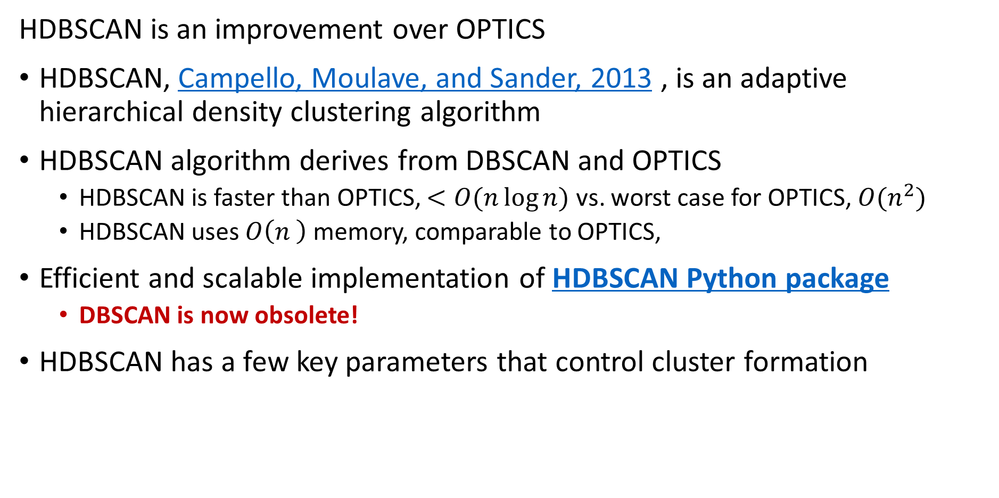 HDBSCAN is an improvement over OPTICS
• HDBSCAN, Campello, Moulave, and Sander, 2013 , is an adaptive
hierarchical density clustering algorithm
• HDBSCAN algorithm derives from DBSCAN and OPTICS
• HDBSCAN is faster than OPTICS, < O(n log n) vs. worst case for OPTICS, O(n²)
• HDBSCAN uses O(n ) memory, comparable to OPTICS,
• Efficient and scalable implementation of HDBSCAN Python package
• DBSCAN is now obsolete!
• HDBSCAN has a few key parameters that control cluster formation